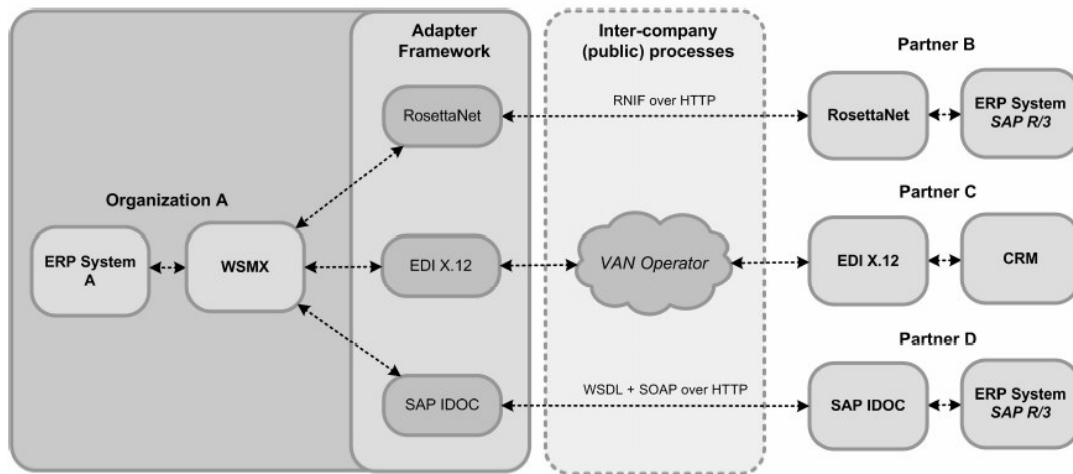 Adapter
Framework
Inter-company
(public) processes
Partner B
RosettaNet
RNIF over HTTP
RosettaNet
ERP System
SAP R/3
Organization A
Partner C
ERP System
A
WSMX
EDI X.12
VAN Operator
EDI X.12
CRM
Partner D
SAP IDOC
WSDL + SOAP over HTTP
SAP IDOC
ERP System
SAP R/3